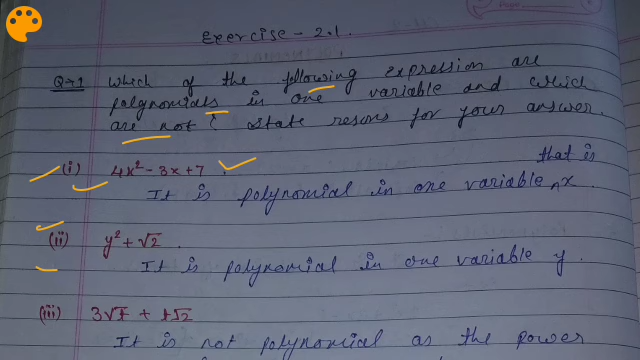 Exercise - 2.1.
Q→1 Which of the following expression are
polynomials in one variable and which
are not? State resons for your answer.
(i) 4x² - 3x + 7.
It is polynomial in one variable that is x.
(ii) y² + √2.
It is polynomial in one variable y.
(iii) 3√t + t√2
It is not polynomial as the power